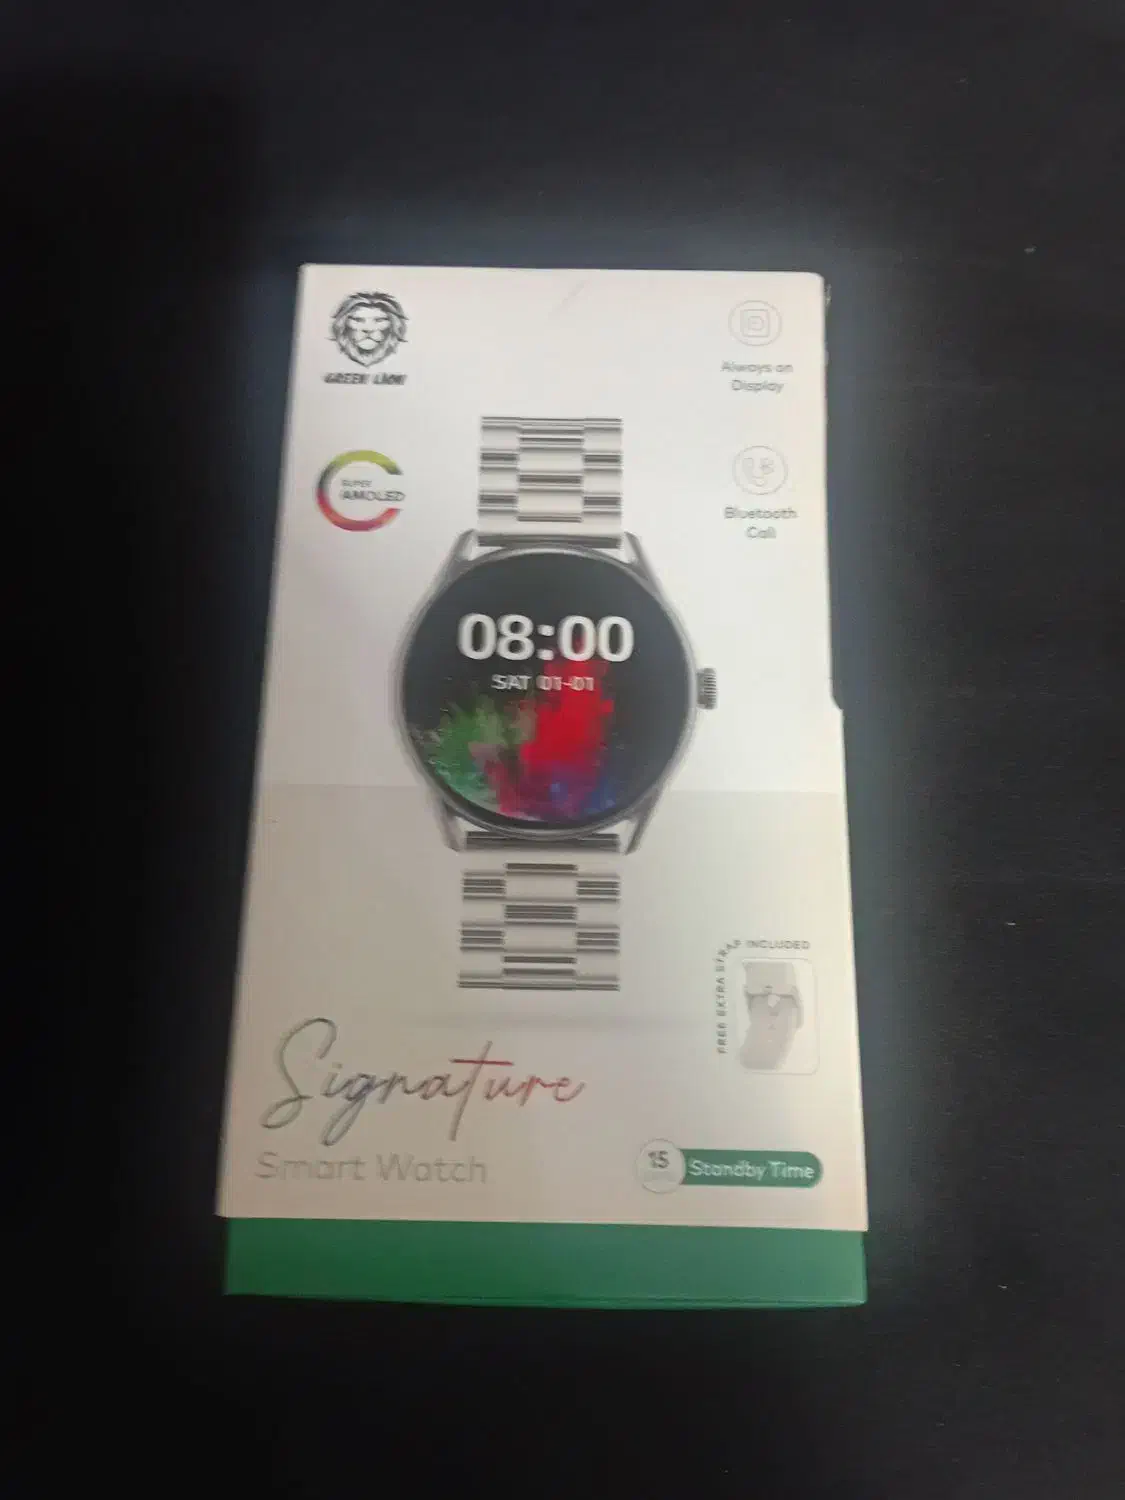 GREEN LION
Always on
Display
SUPER
AMOLED
Bluetooth
Call
08:00
SAT 01-01
FREE EXTRA STRAP INCLUDED
Signature
Smart Watch
15
Standby Time